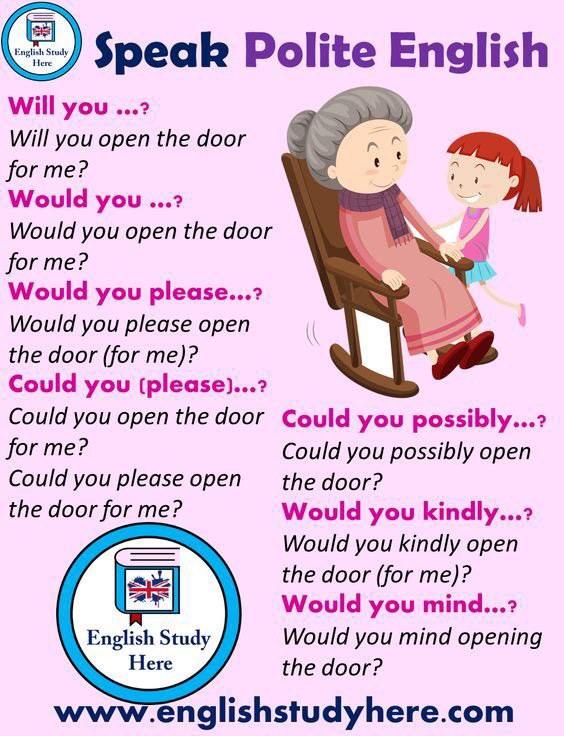 English Study
Here
Speak Polite English
Will you ...?
Will you open the door
for me?
Would you ...?
Would you open the door
for me?
Would you please...?
Would you please open
the door (for me)?
Could you (please)...?
Could you open the door
for me?
Could you please open
the door for me?
Could you possibly...?
Could you possibly open
the door?
Would you kindly...?
Would you kindly open
the door (for me)?
Would you mind...?
Would you mind opening
the door?
English Study
Here
www.englishstudyhere.com